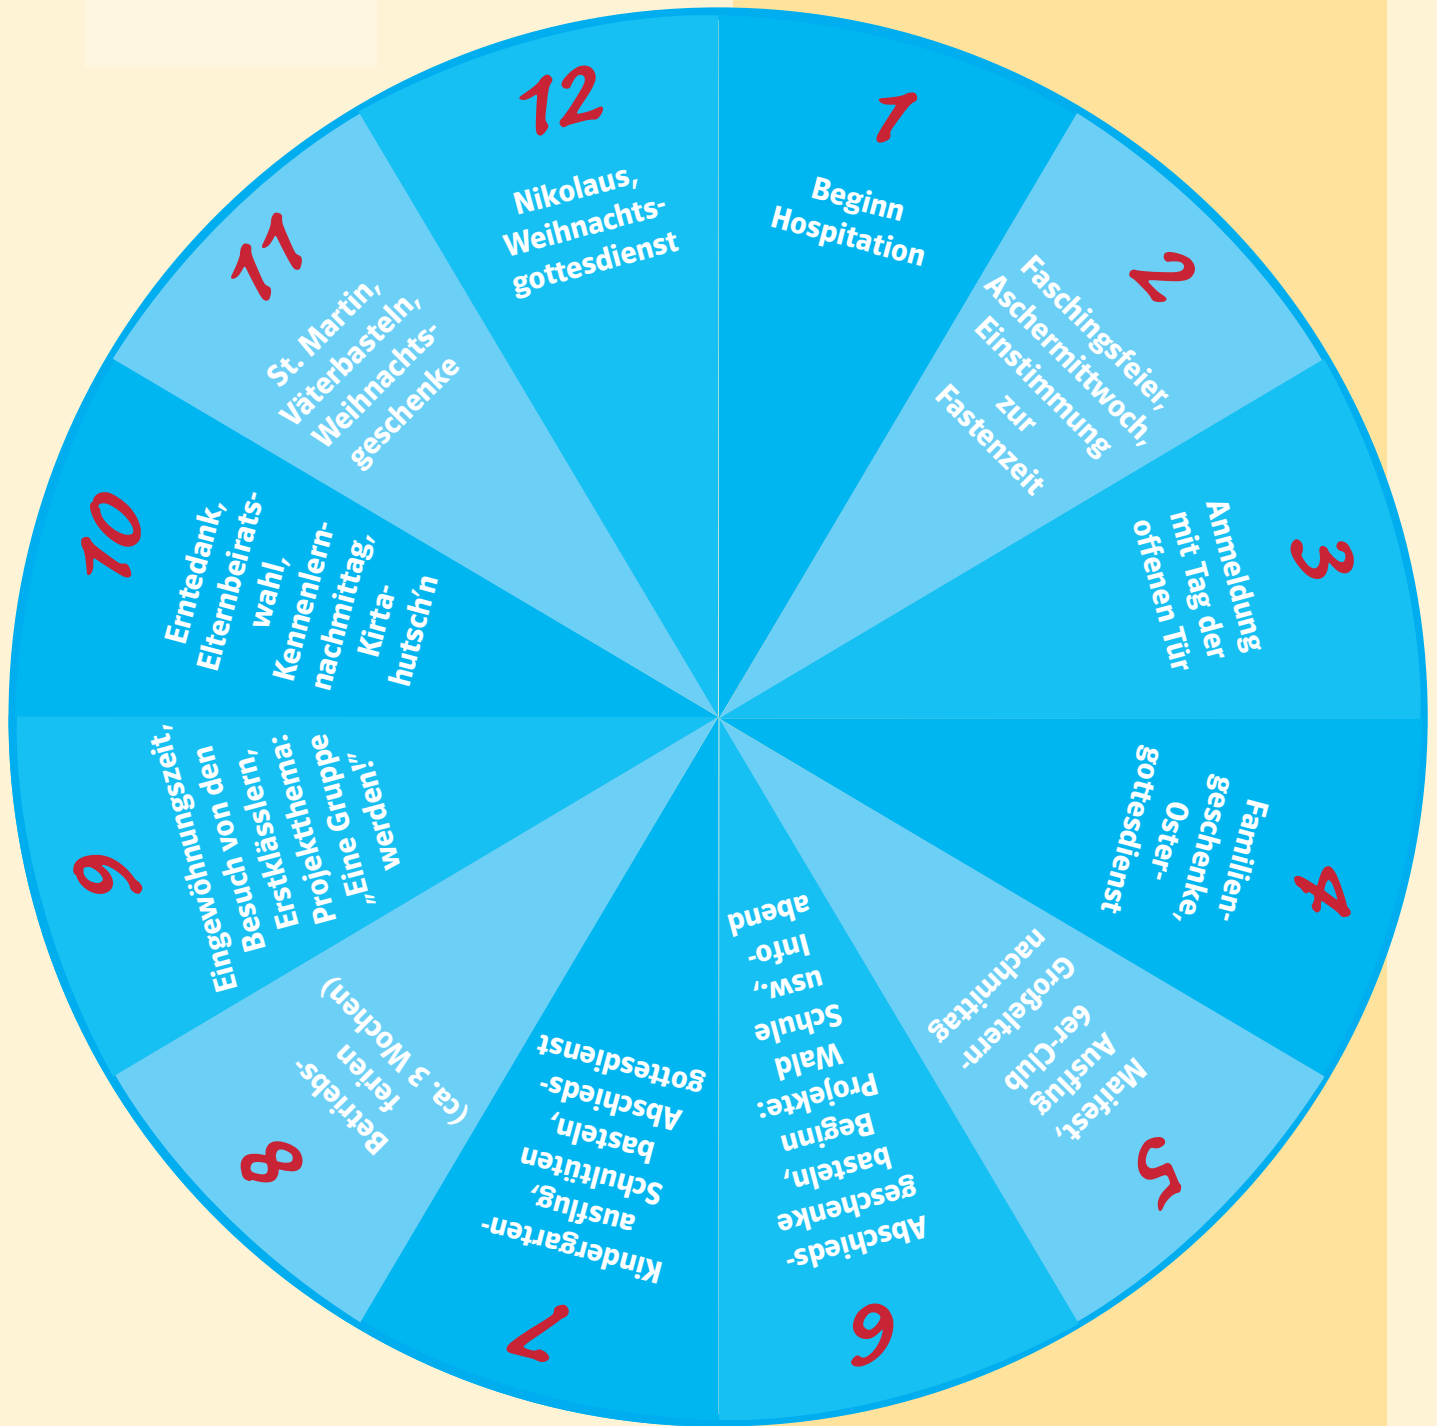 1
Beginn
Hospitation
2
Faschingsfeier,
Aschermittwoch,
Einstimmung
zur
Fastenzeit
3
Anmeldung
mit Tag der
offenen Tür
4
Familien-
geschenke,
Oster-
gottesdienst
5
Maifest,
Ausflug
6er-Club
Großeltern-
nachmittag
6
Abschieds-
geschenke
basteln,
Beginn
Projekte:
Wald
Schule
usw.,
Info-
abend
7
Kindergarten-
ausflug,
Schultüten
basteln,
Abschieds-
gottesdienst
8
Betriebs-
ferien
(ca. 3 Wochen)
9
Eingewöhnungszeit,
Besuch von den
Erstklässlern,
Projektthema:
„Eine Gruppe
werden!”
10
Erntedank,
Elternbeirats-
wahl,
Kennenlern-
nachmittag,
Kirta-
hutsch’n
11
St. Martin,
Väterbasteln,
Weihnachts-
geschenke
12
Nikolaus,
Weihnachts-
gottesdienst